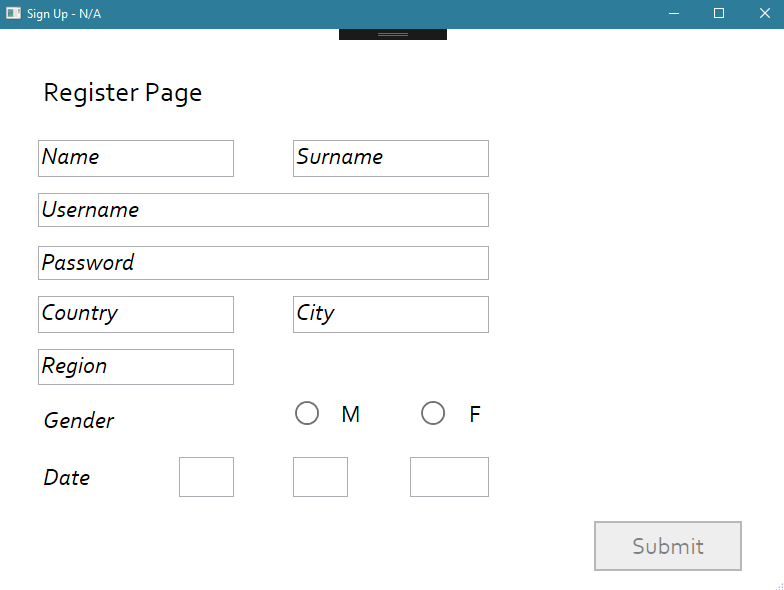 Sign Up - N/A
Register Page
Name Surname
Username
Password
Country City
Region
Gender M F
Date
Submit